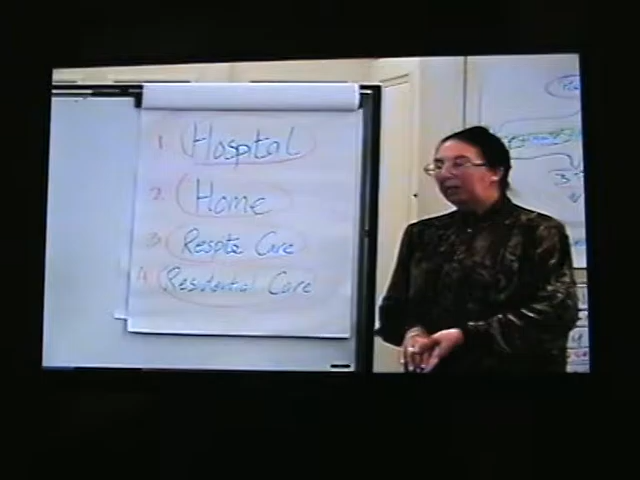 1 Hospital
2. Home
3. Respite Care
4 Residential Care